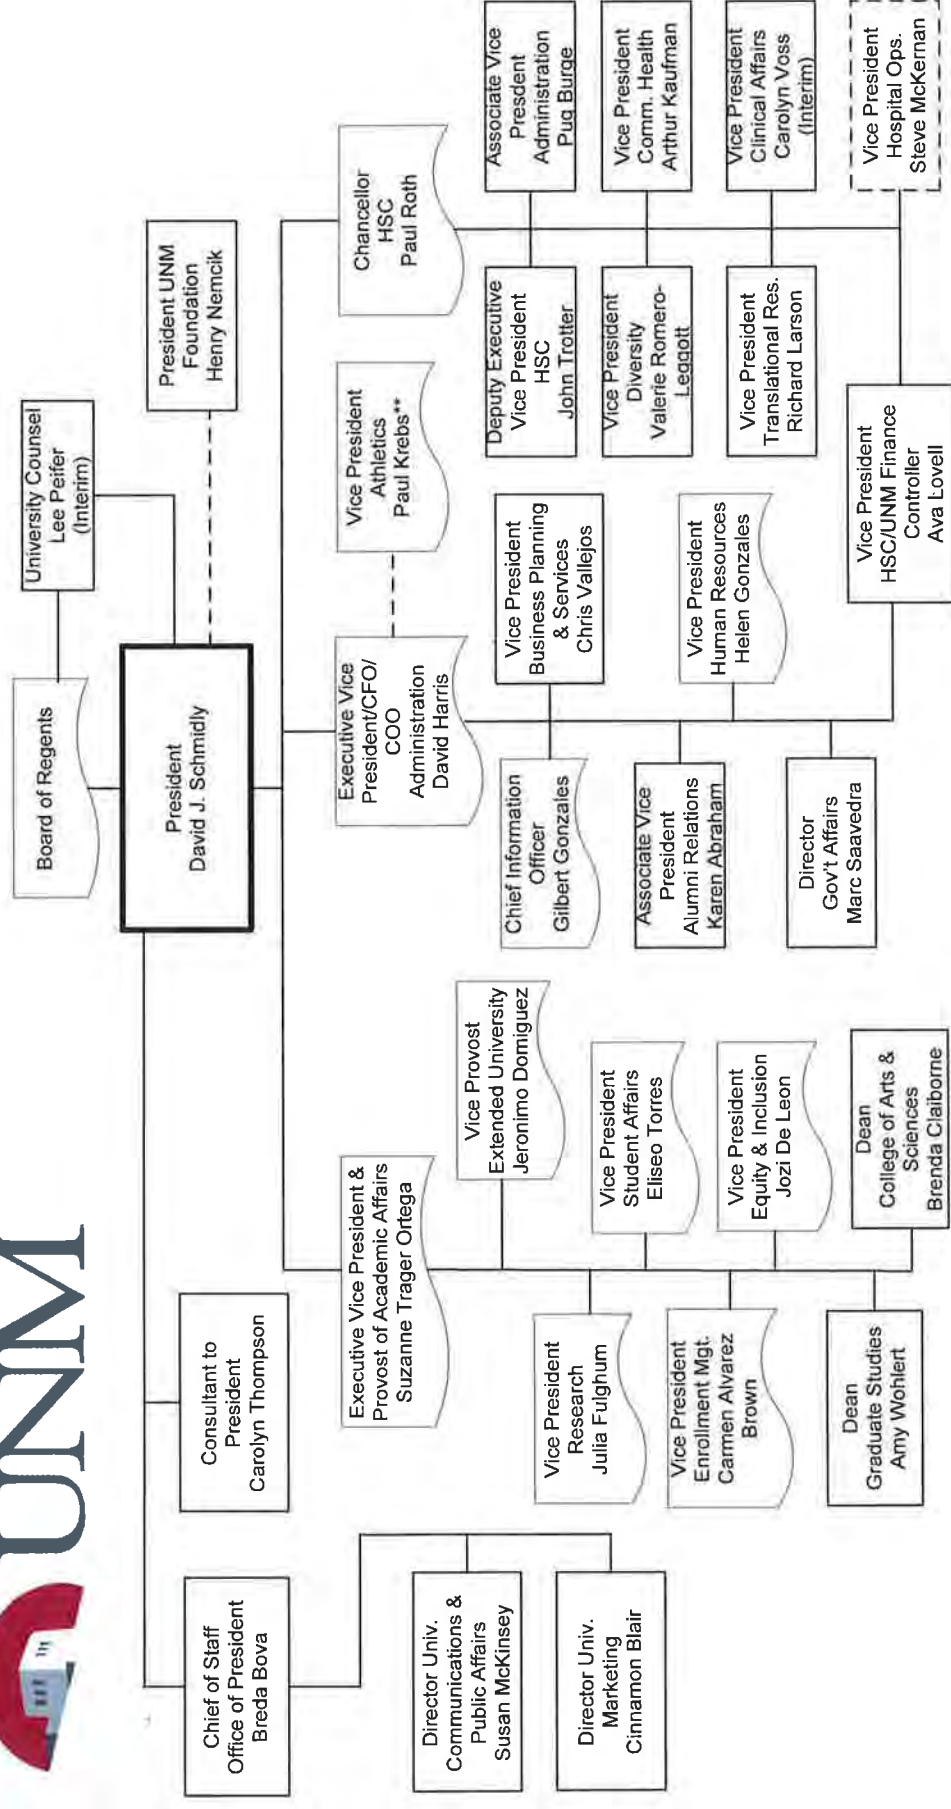 UNM
Board of Regents
University Counsel
Lee Peifer
(Interim)
President
David J. Schmidly
President UNM
Foundation
Henry Nemcik
Chief of Staff
Office of President
Breda Bova
Consultant to
President
Carolyn Thompson
Director Univ.
Communications &
Public Affairs
Susan McKinsey
Director Univ.
Marketing
Cinnamon Blair
Executive Vice President &
Provost of Academic Affairs
Suzanne Trager Ortega
Vice Provost
Extended University
Jeronimo Domiguez
Vice President
Research
Julia Fulghum
Vice President
Student Affairs
Eliseo Torres
Vice President
Enrollment Mgt.
Carmen Alvarez
Brown
Vice President
Equity & Inclusion
Jozi De Leon
Dean
Graduate Studies
Amy Wohlert
Dean
College of Arts &
Sciences
Brenda Claiborne
Executive Vice
President/CFO/
COO
Administration
David Harris
Vice President
Athletics
Paul Krebs**
Chief Information
Officer
Gilbert Gonzales
Vice President
Business Planning
& Services
Chris Vallejos
Associate Vice
President
Alumni Relations
Karen Abraham
Vice President
Human Resources
Helen Gonzales
Director
Gov't Affairs
Marc Saavedra
Vice President
HSC/UNM Finance
Controller
Ava Lovell
Chancellor
HSC
Paul Roth
Deputy Executive
Vice President
HSC
John Trotter
Associate Vice
Presdent
Administration
Pug Burge
Vice President
Diversity
Valerie Romero-
Leggott
Vice President
Comm. Health
Arthur Kaufman
Vice President
Translational Res.
Richard Larson
Vice President
Clinical Affairs
Carolyn Voss
(Interim)
Vice President
Hospital Ops.
Steve McKernan